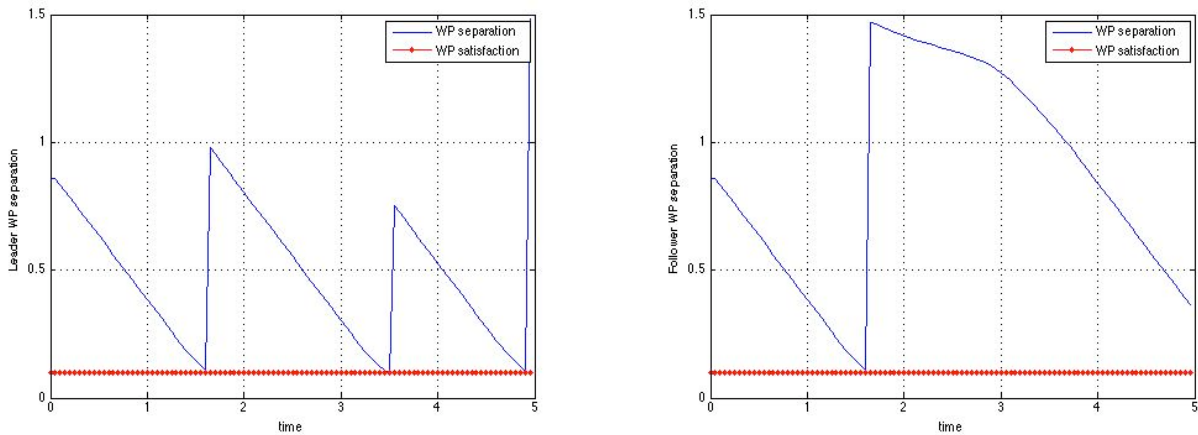 1.5
1
0.5
0
Leader WP separation
WP separation
WP satisfaction
0 1 2 3 4 5
time
1.5
1
0.5
0
Follower WP separation
WP separation
WP satisfaction
0 1 2 3 4 5
time